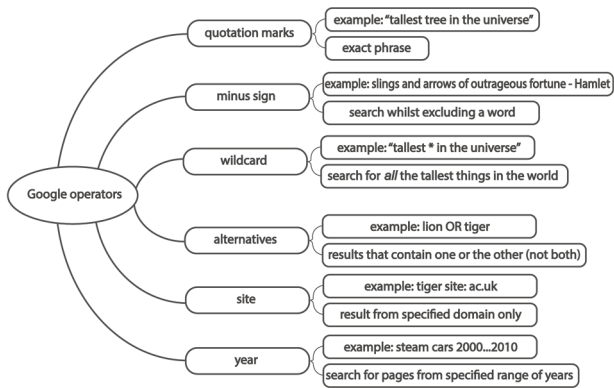 Google operators
quotation marks
example: “tallest tree in the universe”
exact phrase
minus sign
example: slings and arrows of outrageous fortune - Hamlet
search whilst excluding a word
wildcard
example: “tallest * in the universe”
search for all the tallest things in the world
alternatives
example: lion OR tiger
results that contain one or the other (not both)
site
example: tiger site: ac.uk
result from specified domain only
year
example: steam cars 2000...2010
search for pages from specified range of years